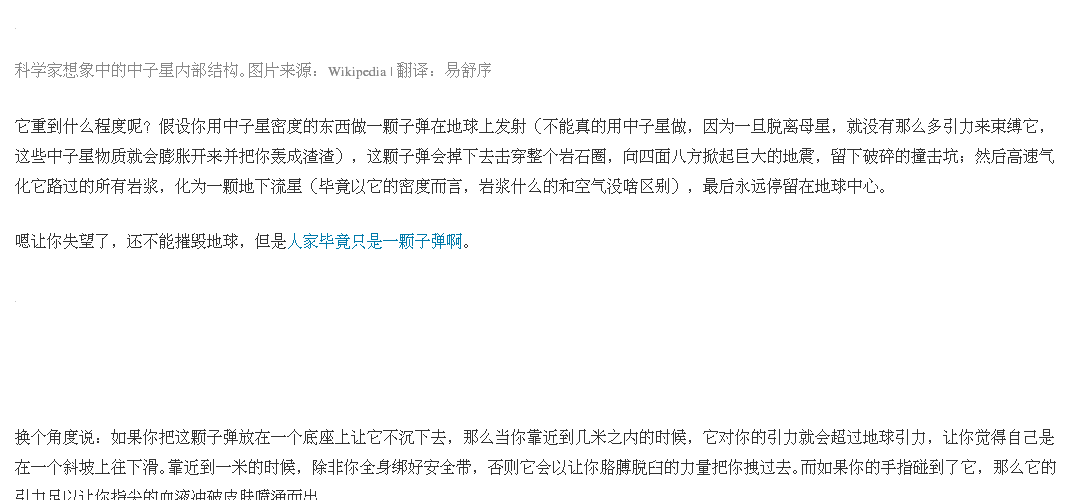 科学家想象中的中子星内部结构。图片来源：Wikipedia | 翻译：易舒序
它重到什么程度呢？假设你用中子星密度的东西做一颗子弹在地球上发射（不能真的用中子星做，因为一旦脱离母星，就没有那么多引力来束缚它，
这些中子星物质就会膨胀开来并把你轰成渣渣），这颗子弹会掉下去击穿整个岩石圈，向四面八方掀起巨大的地震，留下破碎的撞击坑；然后高速气
化它路过的所有岩浆，化为一颗地下流星（毕竟以它的密度而言，岩浆什么的和空气没啥区别），最后永远停留在地球中心。
嗯让你失望了，还不能摧毁地球，但是人家毕竟只是一颗子弹啊。
换个角度说：如果你把这颗子弹放在一个底座上让它不沉下去，那么当你靠近到几米之内的时候，它对你的引力就会超过地球引力，让你觉得自己是
在一个斜坡上往下滑。靠近到一米的时候，除非你全身绑好安全带，否则它会以让你胳膊脱臼的力量把你拽过去。而如果你的手指碰到了它，那么它的
引力足以让你指尖的血液冲破皮肤喷涌而出